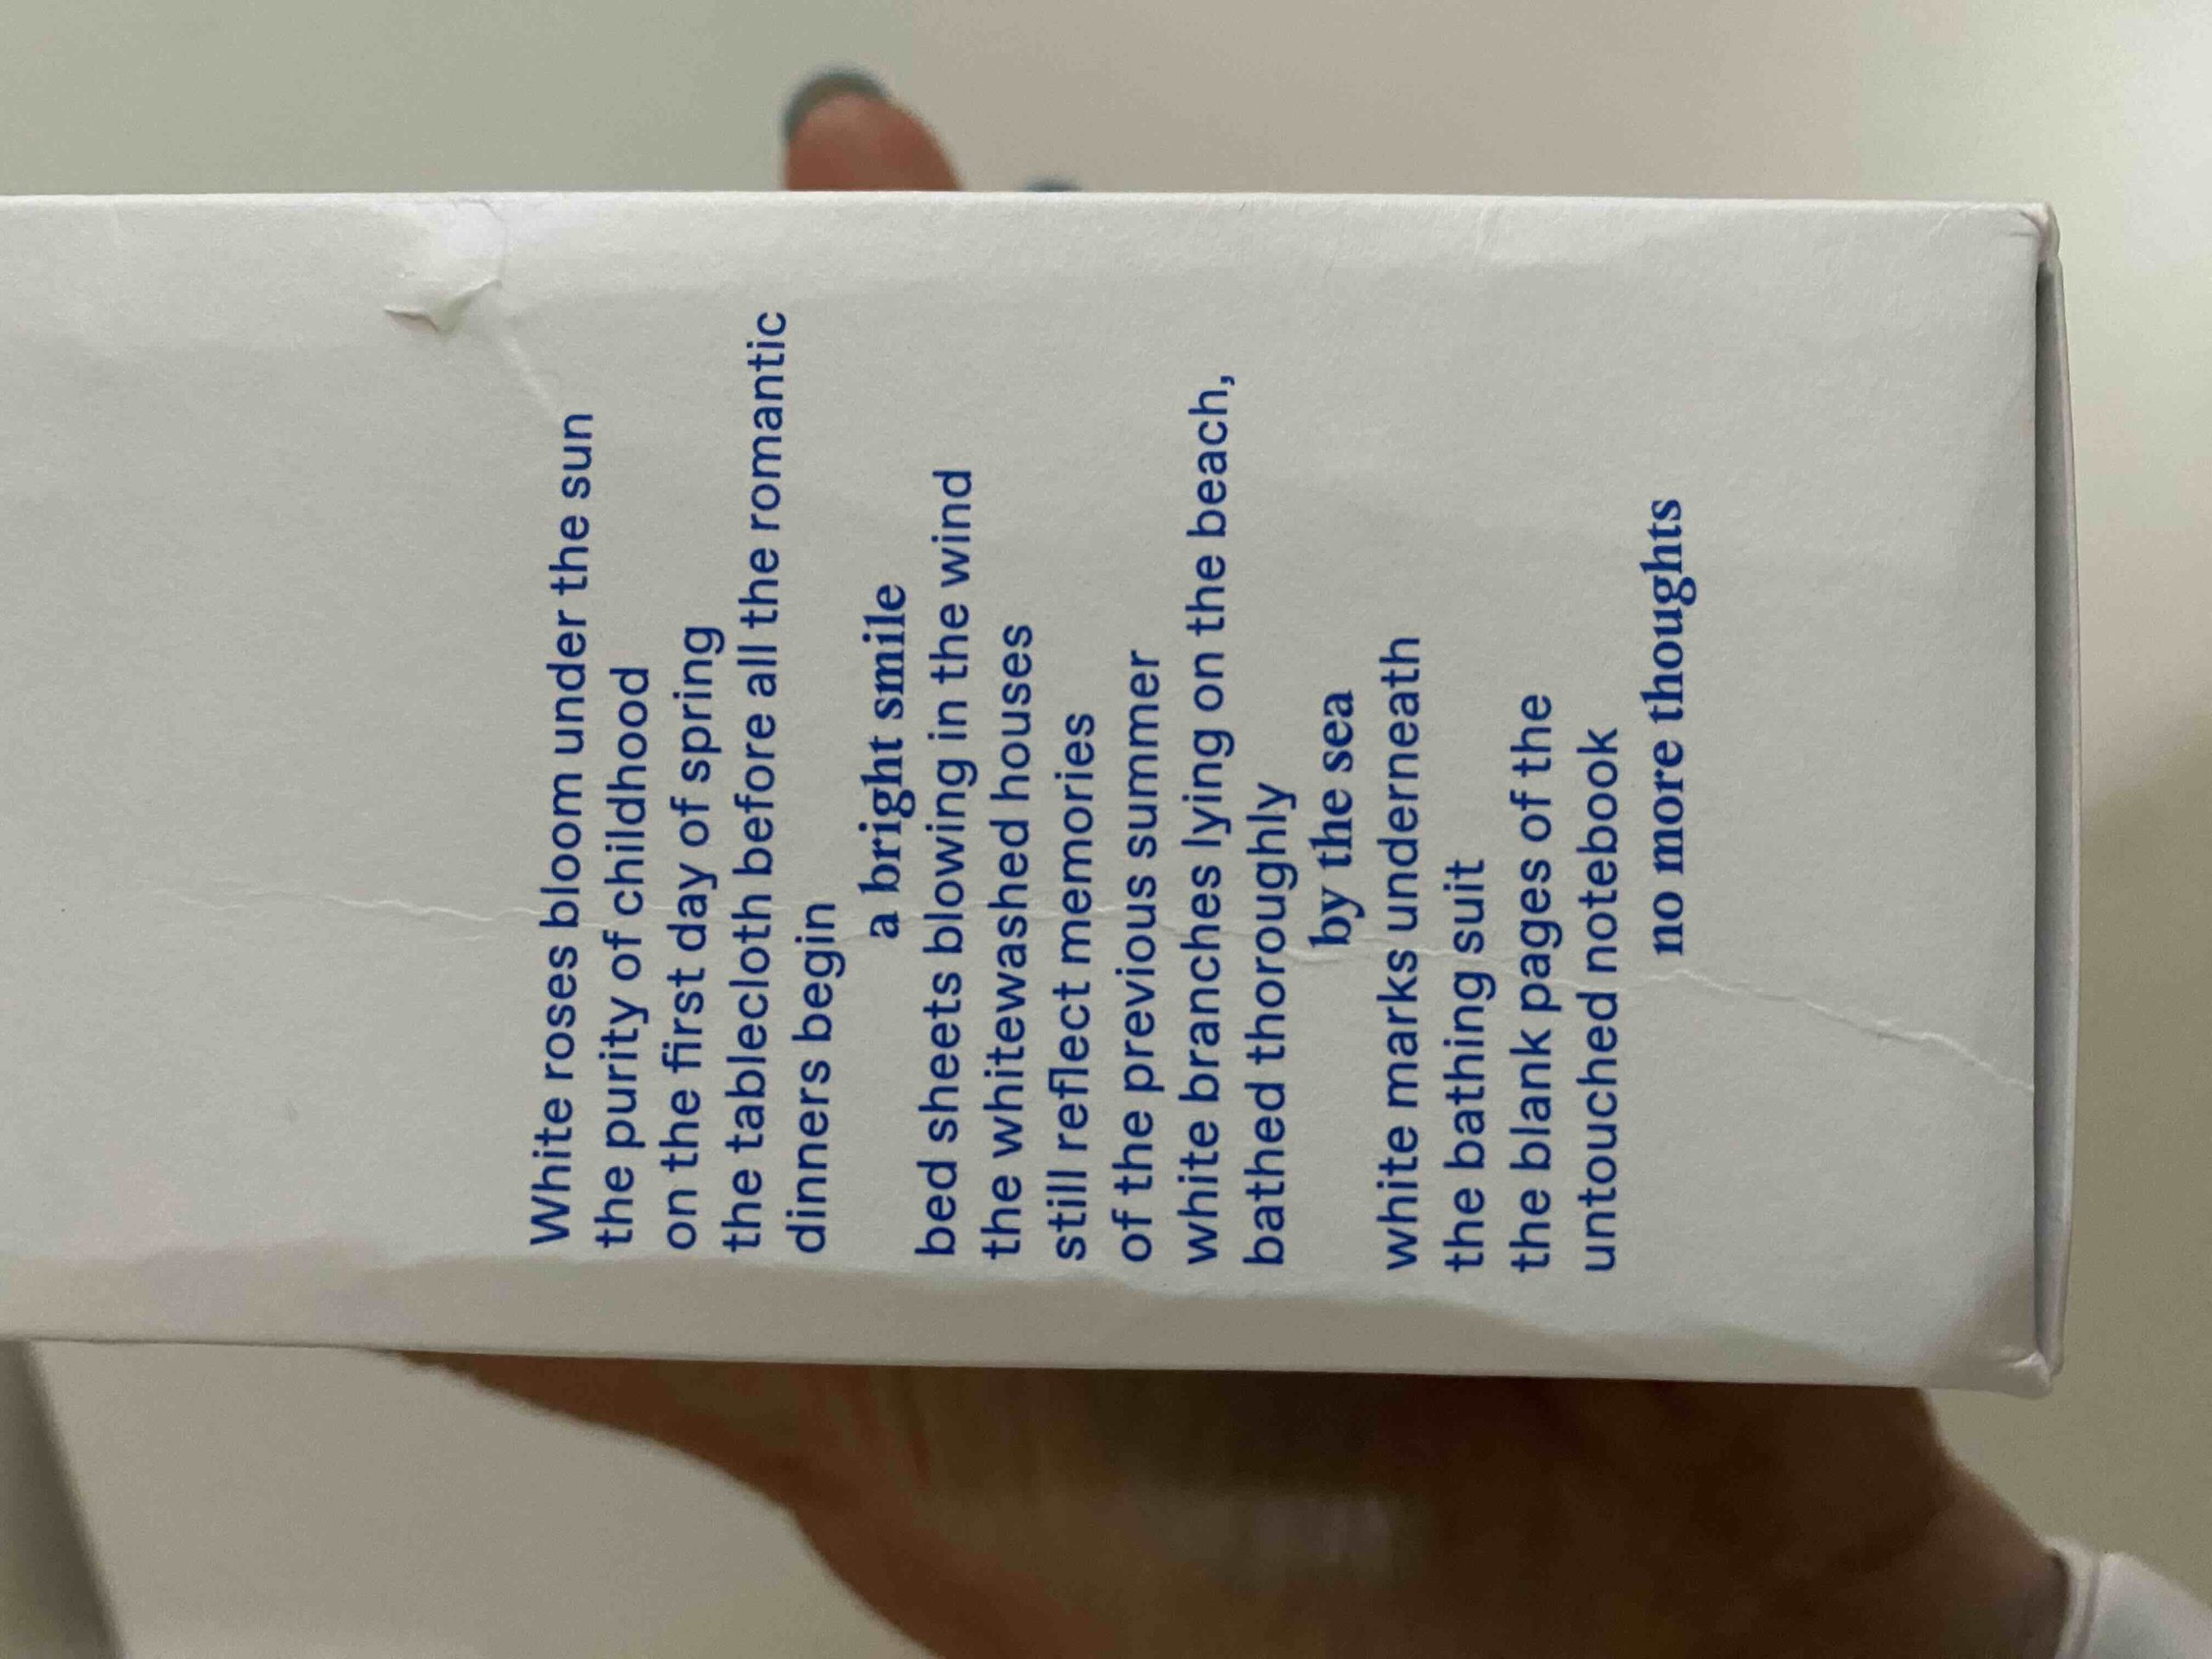 White roses bloom under the sun
the purity of childhood
on the first day of spring
the tablecloth before all the romantic
dinners begin
a bright smile
bed sheets blowing in the wind
the whitewashed houses
still reflect memories
of the previous summer
white branches lying on the beach,
bathed thoroughly
by the sea
white marks underneath
the bathing suit
the blank pages of the
untouched notebook
no more thoughts